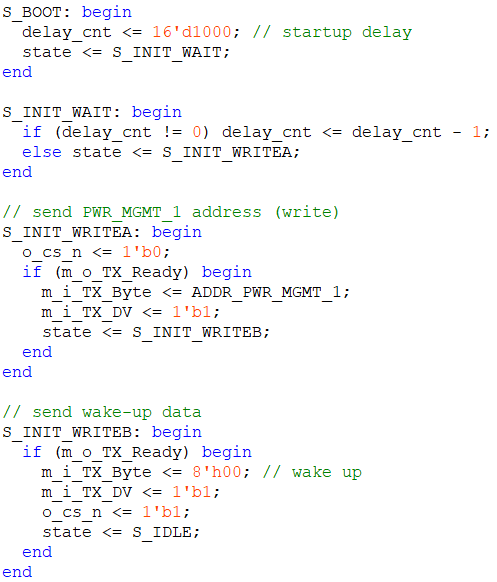 S_BOOT: begin
  delay_cnt <= 16'd1000; // startup delay
  state <= S_INIT_WAIT;
end

S_INIT_WAIT: begin
  if (delay_cnt != 0) delay_cnt <= delay_cnt - 1;
  else state <= S_INIT_WRITEA;
end

// send PWR_MGMT_1 address (write)
S_INIT_WRITEA: begin
  o_cs_n <= 1'b0;
  if (m_o_TX_Ready) begin
    m_i_TX_Byte <= ADDR_PWR_MGMT_1;
    m_i_TX_DV <= 1'b1;
    state <= S_INIT_WRITEB;
  end
end

// send wake-up data
S_INIT_WRITEB: begin
  if (m_o_TX_Ready) begin
    m_i_TX_Byte <= 8'h00; // wake up
    m_i_TX_DV <= 1'b1;
    o_cs_n <= 1'b1;
    state <= S_IDLE;
  end
end